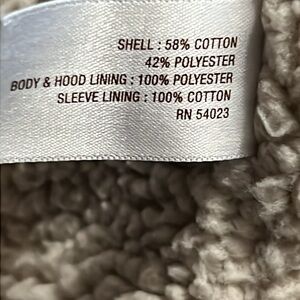 SHELL : 58% COTTON
42% POLYESTER
BODY & HOOD LINING : 100% POLYESTER
SLEEVE LINING : 100% COTTON
RN 54023